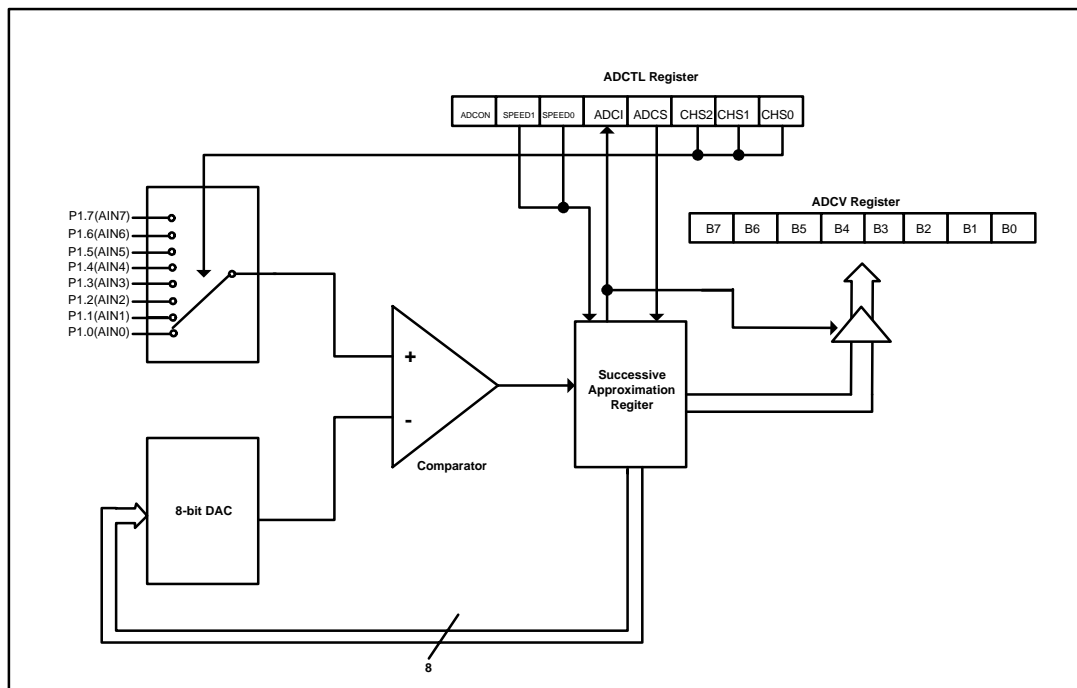 ADCTL Register
ADCON SPEED1 SPEED0 ADCI ADCS CHS2 CHS1 CHS0
ADCV Register
B7 B6 B5 B4 B3 B2 B1 B0
P1.7(AIN7)
P1.6(AIN6)
P1.5(AIN5)
P1.4(AIN4)
P1.3(AIN3)
P1.2(AIN2)
P1.1(AIN1)
P1.0(AIN0)
+
-
Comparator
Successive
Approximation
Regiter
8-bit DAC
8